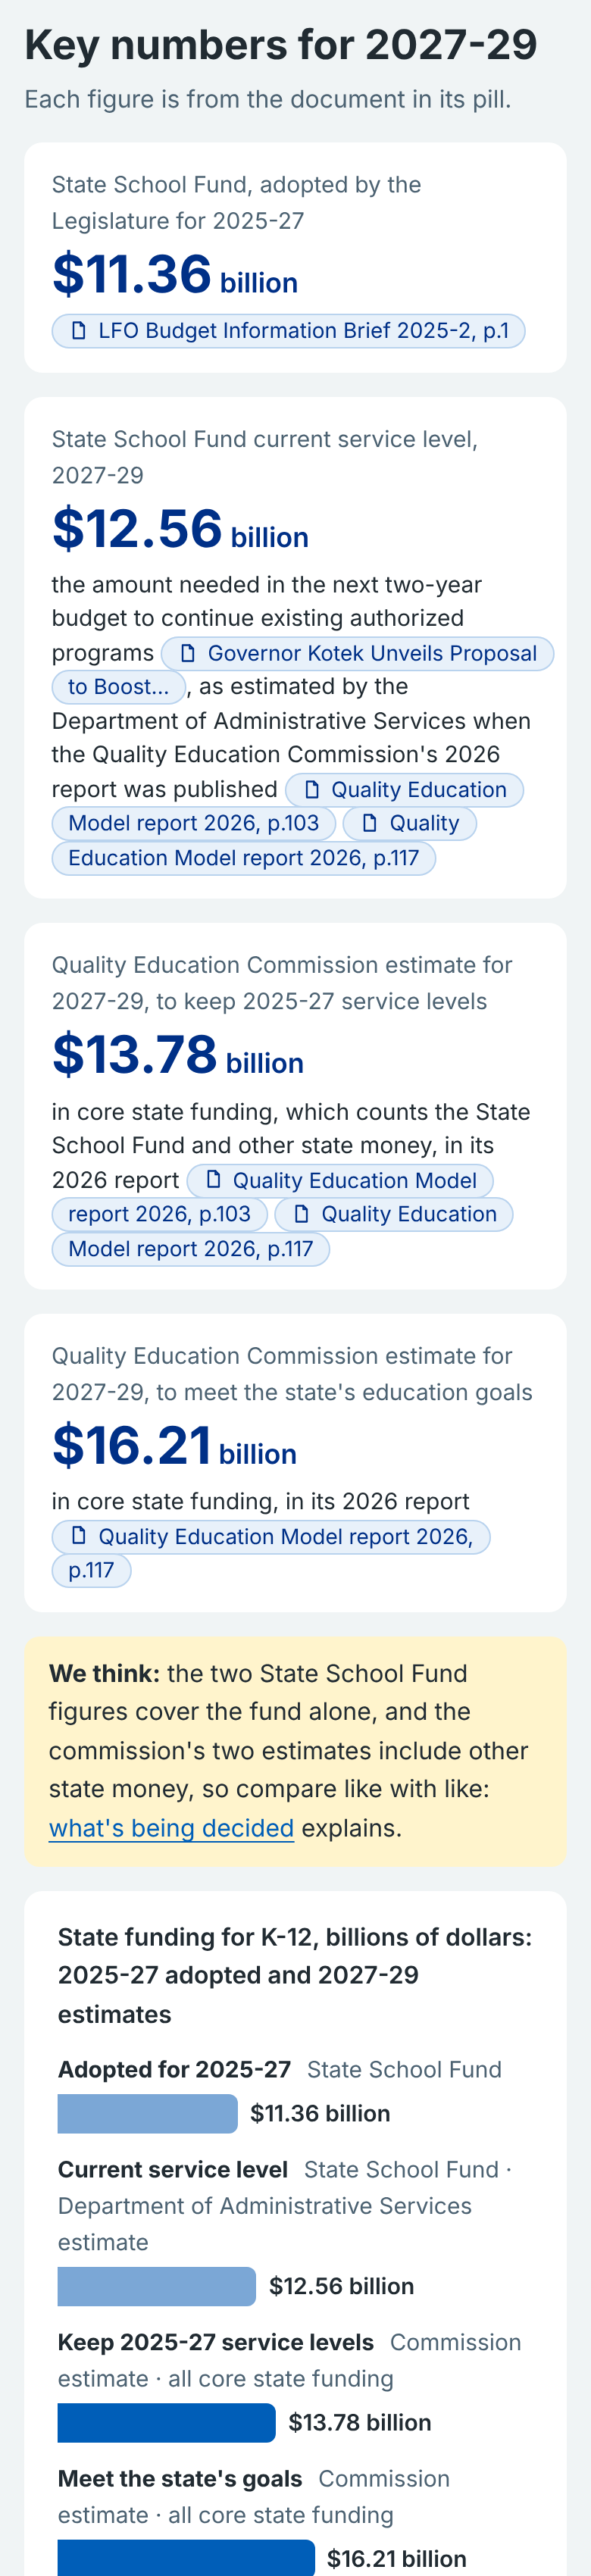 Key numbers for 2027-29
Each figure is from the document in its pill.
State School Fund, adopted by the
Legislature for 2025-27
$11.36 billion
LFO Budget Information Brief 2025-2, p.1
State School Fund current service level,
2027-29
$12.56 billion
the amount needed in the next two-year
budget to continue existing authorized
programs Governor Kotek Unveils Proposal
to Boost... , as estimated by the
Department of Administrative Services when
the Quality Education Commission's 2026
report was published Quality Education
Model report 2026, p.103 Quality
Education Model report 2026, p.117
Quality Education Commission estimate for
2027-29, to keep 2025-27 service levels
$13.78 billion
in core state funding, which counts the State
School Fund and other state money, in its
2026 report Quality Education Model
report 2026, p.103 Quality Education
Model report 2026, p.117
Quality Education Commission estimate for
2027-29, to meet the state's education goals
$16.21 billion
in core state funding, in its 2026 report
Quality Education Model report 2026,
p.117
We think: the two State School Fund
figures cover the fund alone, and the
commission's two estimates include other
state money, so compare like with like:
what's being decided explains.
State funding for K-12, billions of dollars:
2025-27 adopted and 2027-29
estimates
Adopted for 2025-27 State School Fund
$11.36 billion
Current service level State School Fund ·
Department of Administrative Services
estimate
$12.56 billion
Keep 2025-27 service levels Commission
estimate · all core state funding
$13.78 billion
Meet the state's goals Commission
estimate · all core state funding
$16.21 billion